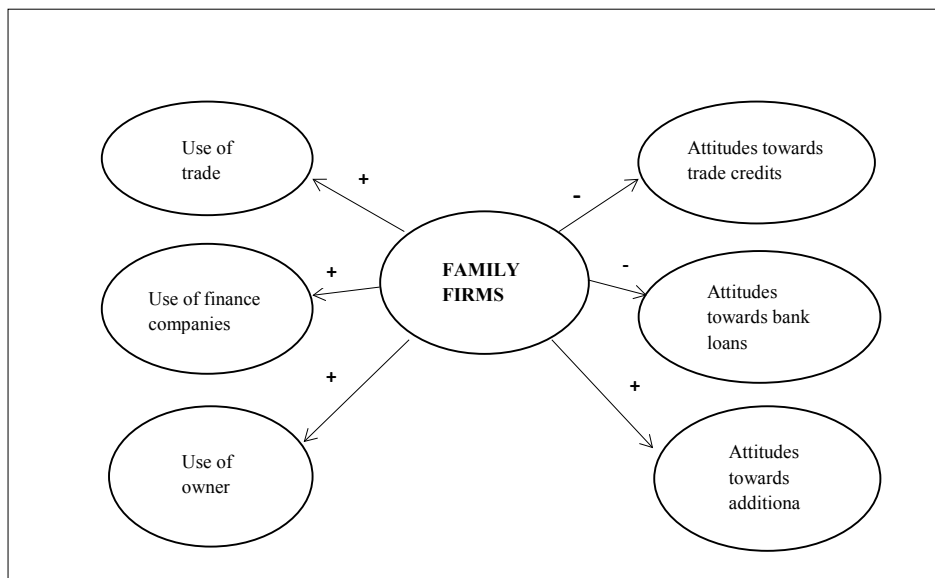 Use of
trade
+
Use of finance
companies
+
Use of
owner
+
FAMILY
FIRMS
-
Attitudes towards
trade credits
-
Attitudes
towards bank
loans
+
Attitudes
towards
additiona